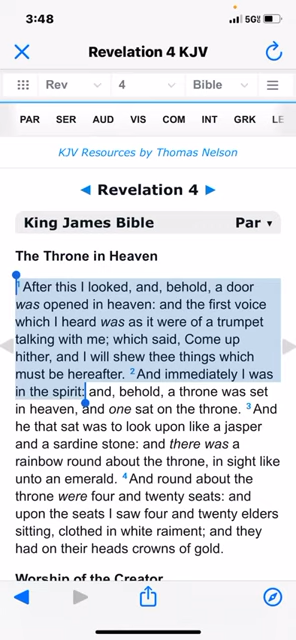 3:48
5G
Revelation 4 KJV
Rev 4 Bible
PAR SER AUD VIS COM INT GRK LE
KJV Resources by Thomas Nelson
Revelation 4
King James Bible Par
The Throne in Heaven
1 After this I looked, and, behold, a door
was opened in heaven: and the first voice
which I heard was as it were of a trumpet
talking with me; which said, Come up
hither, and I will shew thee things which
must be hereafter. 2 And immediately I was
in the spirit: and, behold, a throne was set
in heaven, and one sat on the throne. 3 And
he that sat was to look upon like a jasper
and a sardine stone: and there was a
rainbow round about the throne, in sight like
unto an emerald. 4 And round about the
throne were four and twenty seats: and
upon the seats I saw four and twenty elders
sitting, clothed in white raiment; and they
had on their heads crowns of gold.
Worship of the Creator